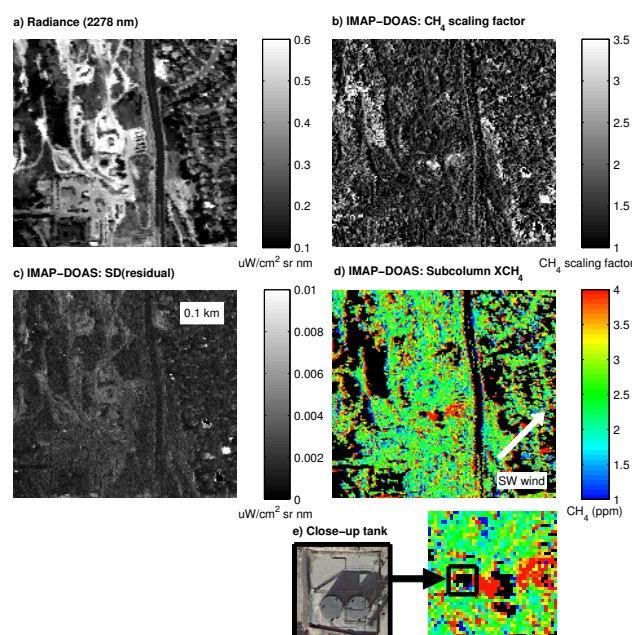 a) Radiance (2278 nm)
0.6
0.5
0.4
0.3
0.2
0.1
uW/cm² sr nm
b) IMAP−DOAS: CH₄ scaling factor
3.5
3
2.5
2
1.5
1
CH₄ scaling factor
c) IMAP−DOAS: SD(residual)
0.1 km
0.01
0.008
0.006
0.004
0.002
0
uW/cm² sr nm
d) IMAP−DOAS: Subcolumn XCH₄
SW wind
4
3.5
3
2.5
2
1.5
1
CH₄ (ppm)
e) Close−up tank